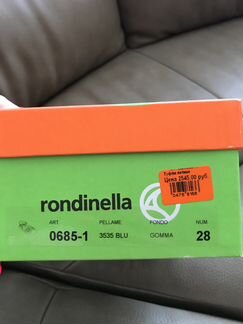 Туфли летние
Цена 2545.00 руб.
rondinella
ART. PELLAME FONDO NUM
0685-1 3535 BLU GOMMA 28